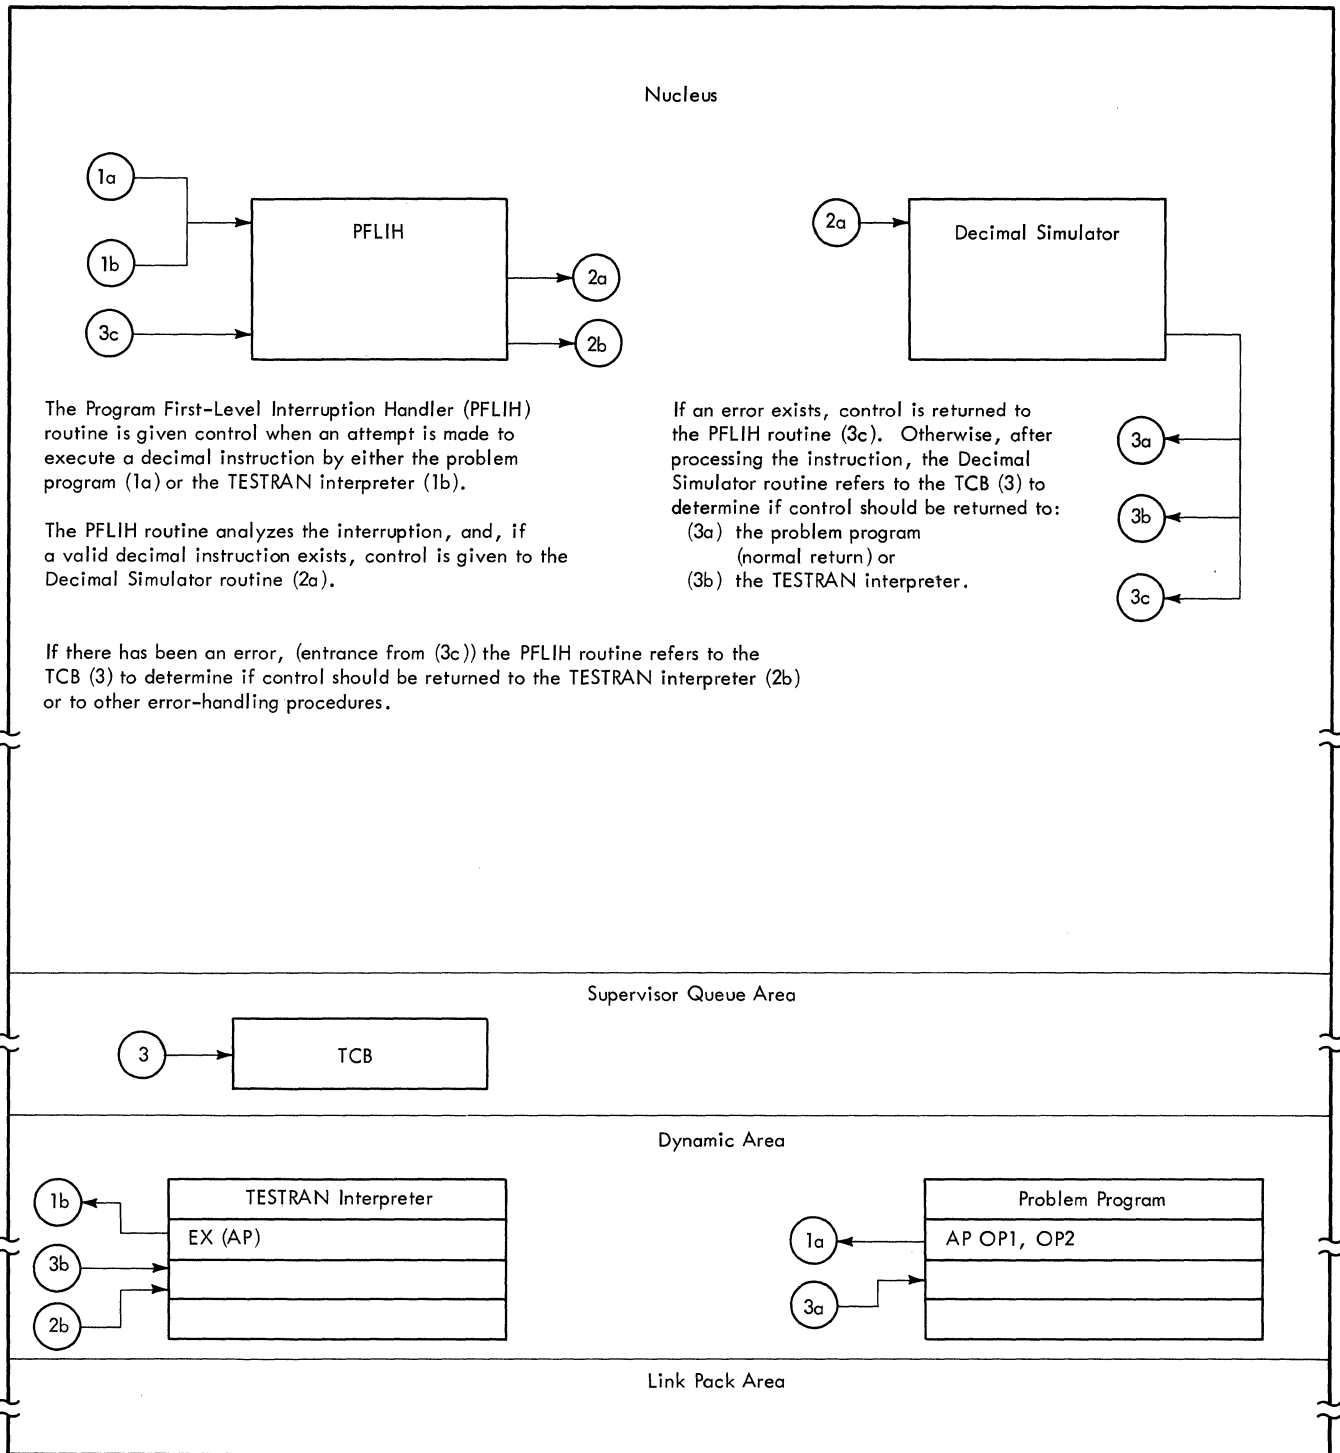 Nucleus
1a
1b
3c
PFLIH
2a
2b
2a
Decimal Simulator
3a
3b
3c
The Program First-Level Interruption Handler (PFLIH)
routine is given control when an attempt is made to
execute a decimal instruction by either the problem
program (1a) or the TESTRAN interpreter (1b).
The PFLIH routine analyzes the interruption, and, if
a valid decimal instruction exists, control is given to the
Decimal Simulator routine (2a).
If an error exists, control is returned to
the PFLIH routine (3c). Otherwise, after
processing the instruction, the Decimal
Simulator routine refers to the TCB (3) to
determine if control should be returned to:
(3a) the problem program
(normal return) or
(3b) the TESTRAN interpreter.
If there has been an error, (entrance from (3c)) the PFLIH routine refers to the
TCB (3) to determine if control should be returned to the TESTRAN interpreter (2b)
or to other error-handling procedures.
Supervisor Queue Area
3
TCB
Dynamic Area
1b
3b
2b
TESTRAN Interpreter
EX (AP)
1a
3a
Problem Program
AP OP1, OP2
Link Pack Area